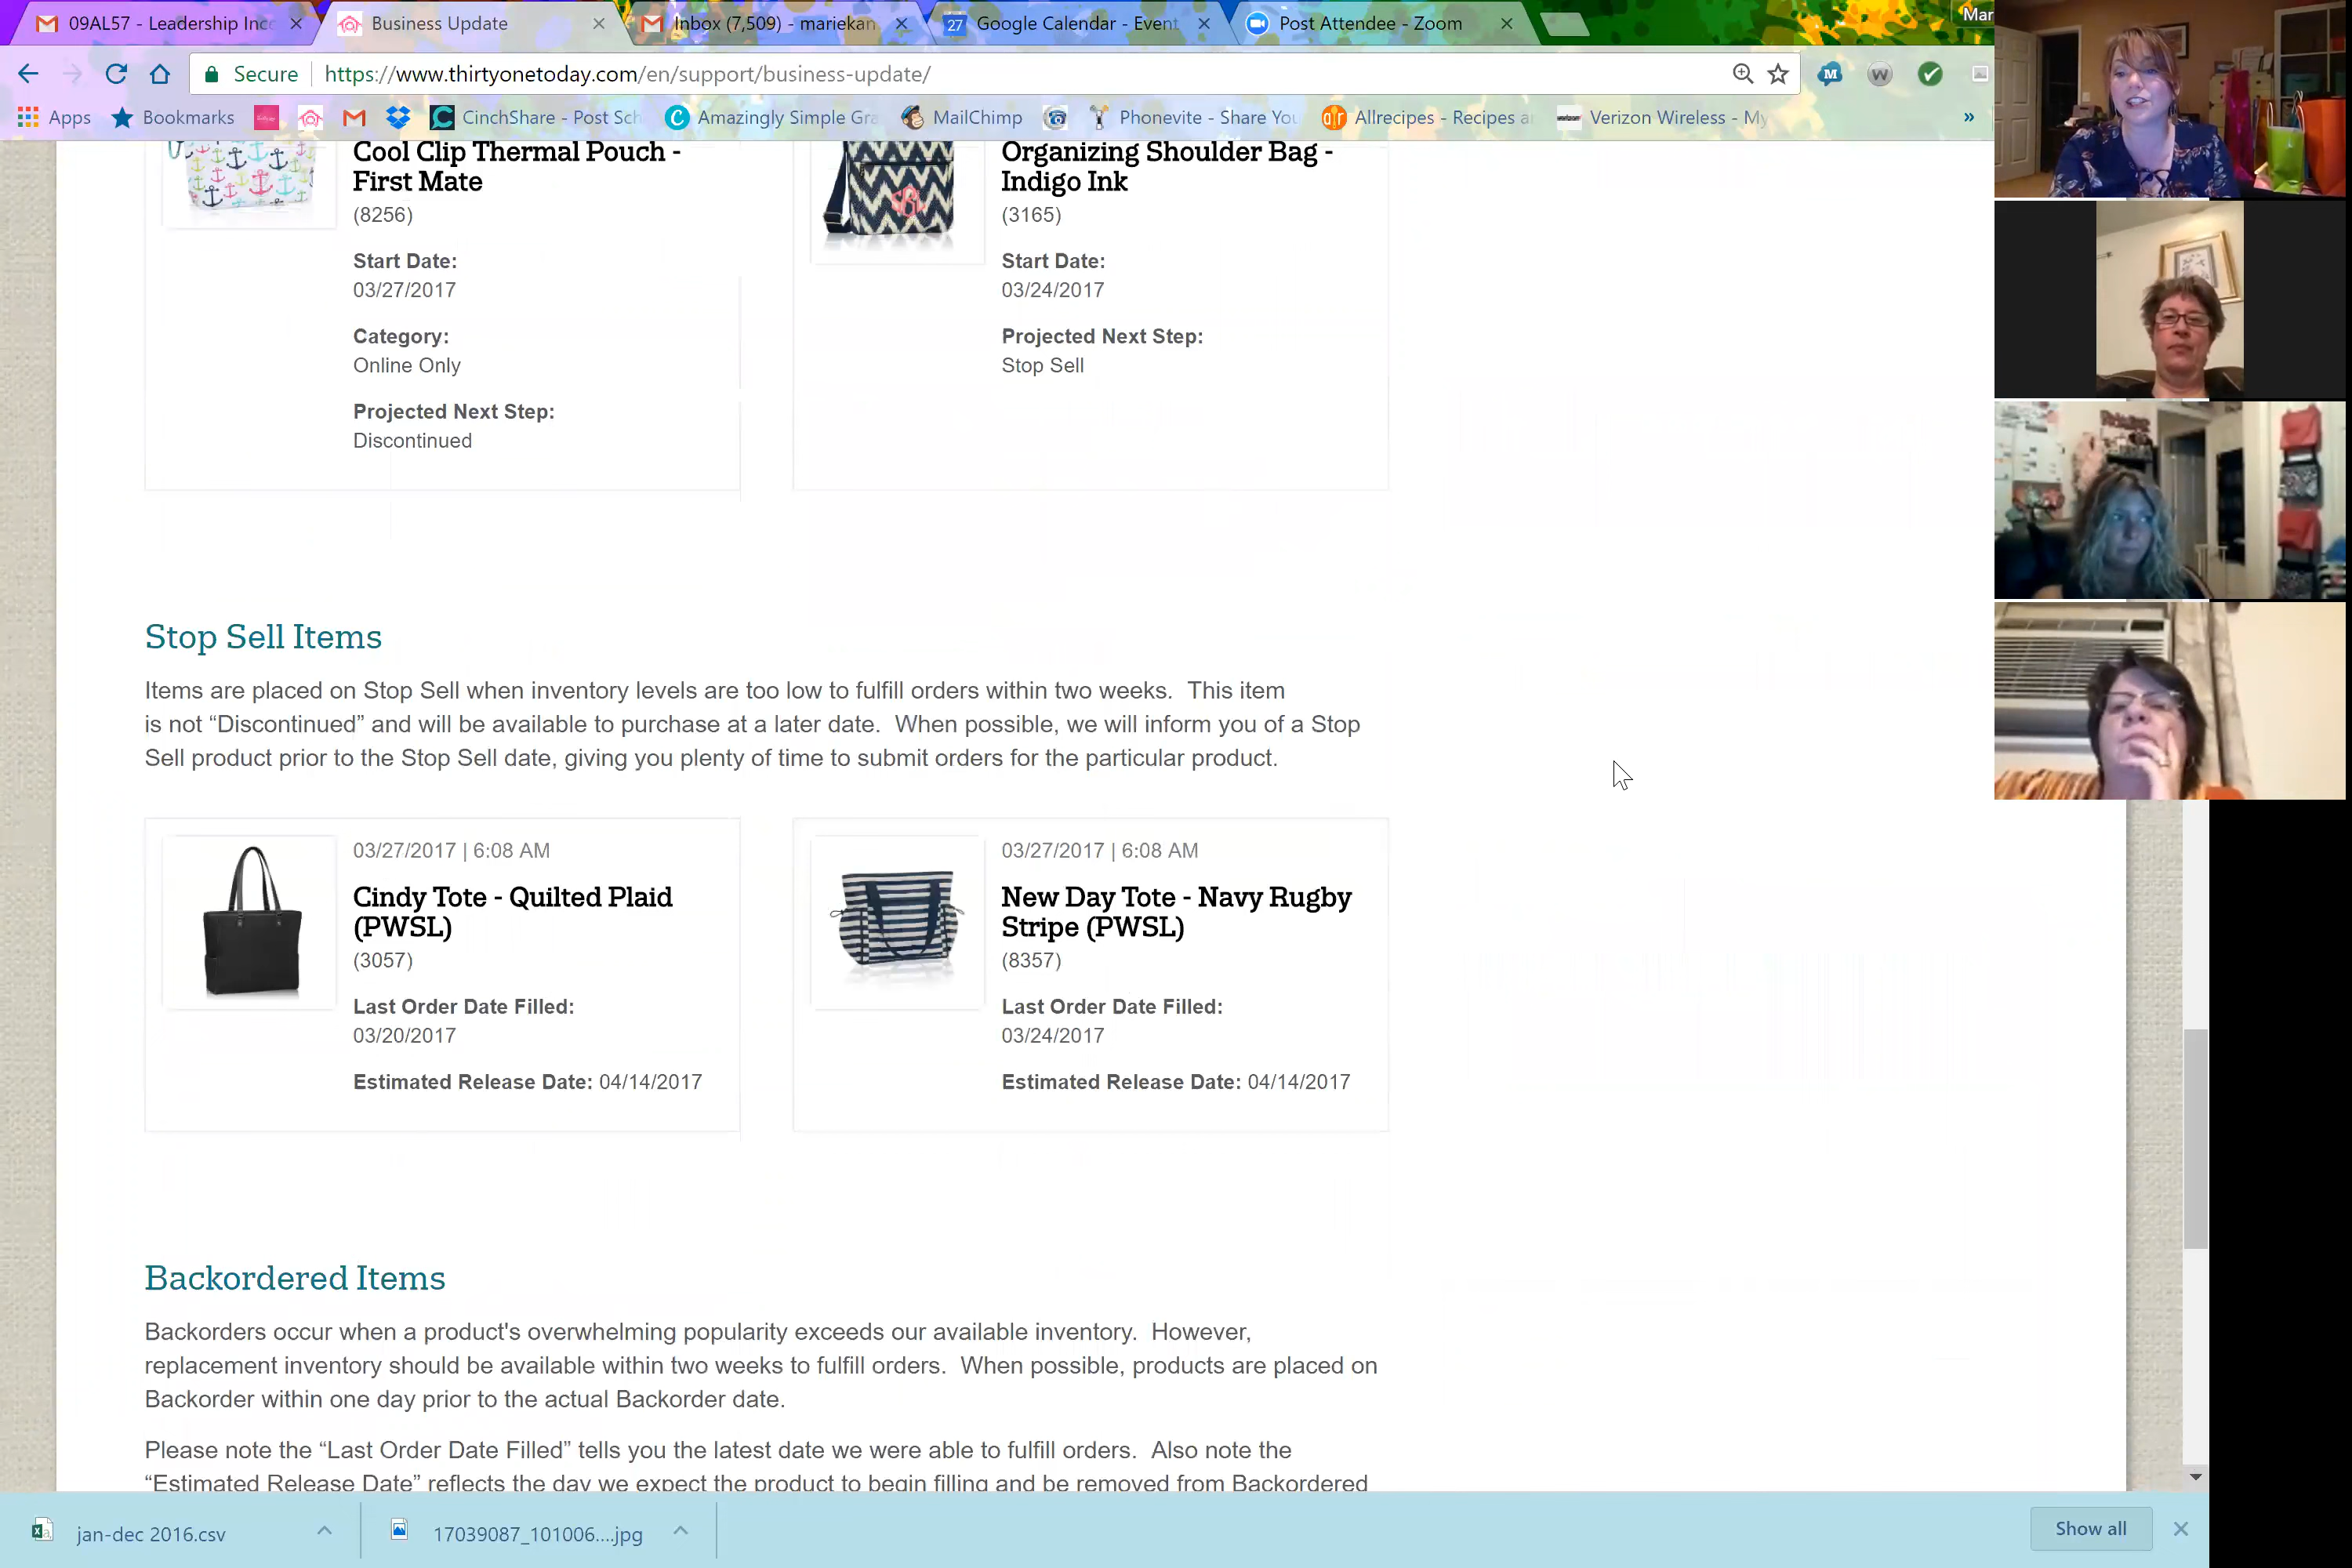 09AL57 - Leadership Inc
Business Update
Inbox (7,509) - mariekan
27
Google Calendar - Event
Post Attendee - Zoom
Mar
Secure
https://www.thirtyonetoday.com/en/support/business-update/
M
W
Apps
Bookmarks
CinchShare - Post Sch
Amazingly Simple Gra
MailChimp
Phonevite - Share You
Allrecipes - Recipes a
Verizon Wireless - My
»
Cool Clip Thermal Pouch -
First Mate
(8256)
Start Date:
03/27/2017
Category:
Online Only
Projected Next Step:
Discontinued
Organizing Shoulder Bag -
Indigo Ink
(3165)
Start Date:
03/24/2017
Projected Next Step:
Stop Sell
Stop Sell Items
Items are placed on Stop Sell when inventory levels are too low to fulfill orders within two weeks. This item
is not “Discontinued” and will be available to purchase at a later date. When possible, we will inform you of a Stop
Sell product prior to the Stop Sell date, giving you plenty of time to submit orders for the particular product.
03/27/2017 | 6:08 AM
Cindy Tote - Quilted Plaid
(PWSL)
(3057)
Last Order Date Filled:
03/20/2017
Estimated Release Date: 04/14/2017
03/27/2017 | 6:08 AM
New Day Tote - Navy Rugby
Stripe (PWSL)
(8357)
Last Order Date Filled:
03/24/2017
Estimated Release Date: 04/14/2017
Backordered Items
Backorders occur when a product's overwhelming popularity exceeds our available inventory. However,
replacement inventory should be available within two weeks to fulfill orders. When possible, products are placed on
Backorder within one day prior to the actual Backorder date.
Please note the “Last Order Date Filled” tells you the latest date we were able to fulfill orders. Also note the
“Estimated Release Date” reflects the day we expect the product to begin filling and be removed from Backordered
jan-dec 2016.csv
17039087_101006....jpg
Show all